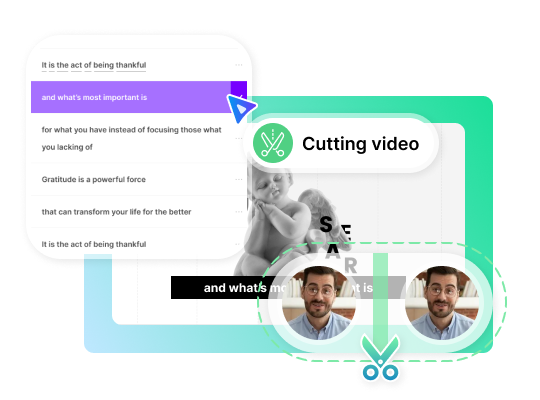 It is the act of being thankful
and what's most important is
for what you have instead of focusing those what
you lacking of
Gratitude is a powerful force
that can transform your life for the better
It is the act of being thankful
Cutting video
S E
A R
and what's mo nt is